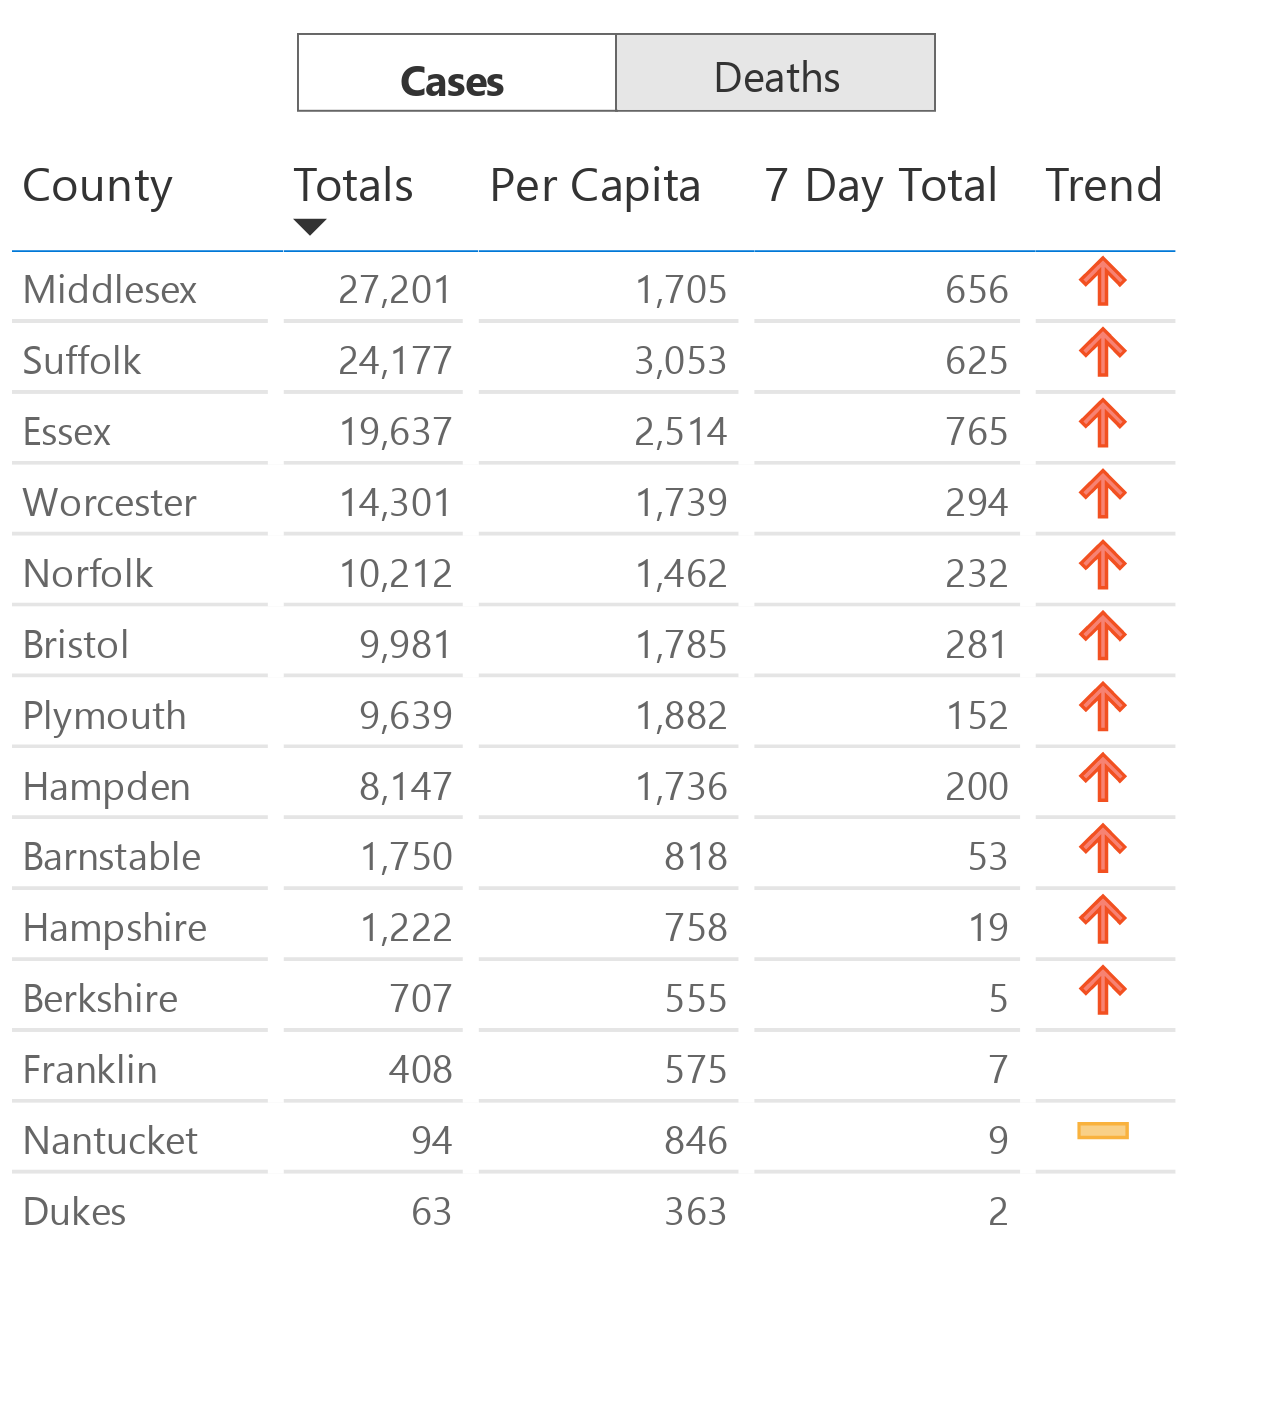 Cases Deaths
County Totals Per Capita 7 Day Total Trend
Middlesex 27,201 1,705 656
Suffolk 24,177 3,053 625
Essex 19,637 2,514 765
Worcester 14,301 1,739 294
Norfolk 10,212 1,462 232
Bristol 9,981 1,785 281
Plymouth 9,639 1,882 152
Hampden 8,147 1,736 200
Barnstable 1,750 818 53
Hampshire 1,222 758 19
Berkshire 707 555 5
Franklin 408 575 7
Nantucket 94 846 9
Dukes 63 363 2